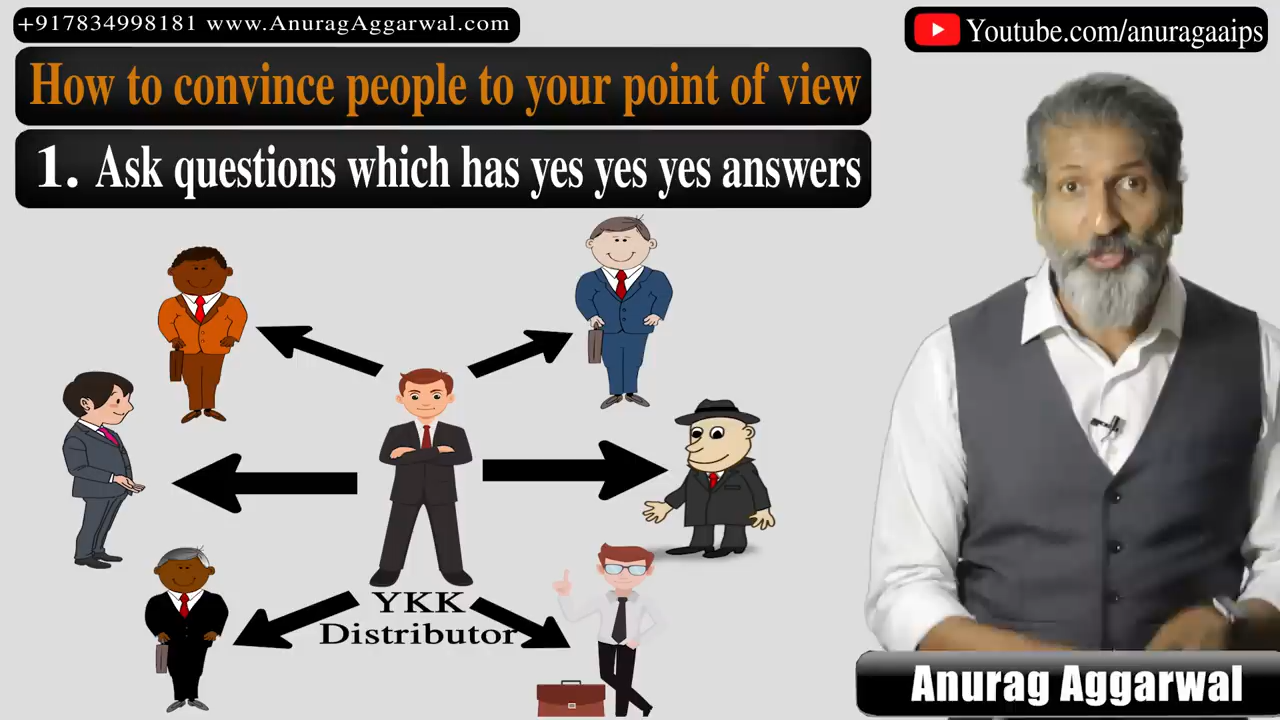 +917834998181 www.AnuragAggarwal.com
Youtube.com/anuragaaips
How to convince people to your point of view
1. Ask questions which has yes yes yes answers
YKK
Distributor
Anurag Aggarwal